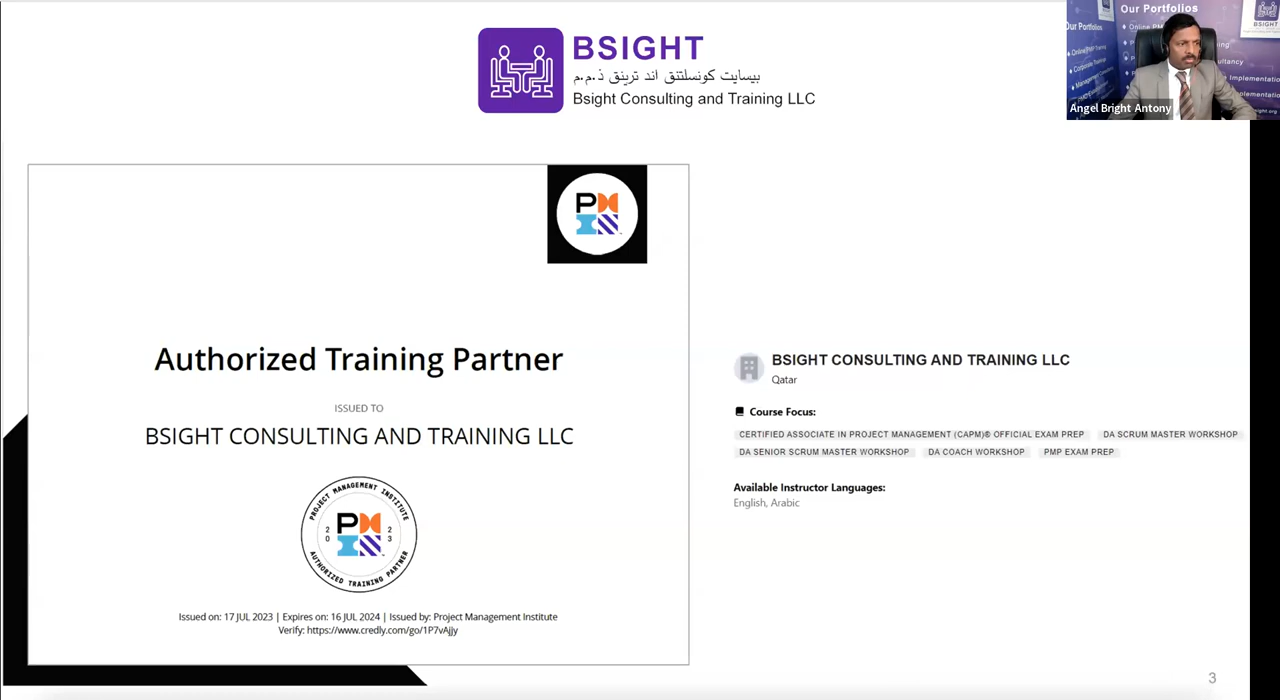 BSIGHT
بيسايت كونسلتنق اند ترينق ذ.م.م
Bsight Consulting and Training LLC
Our Portfolios
Our Portfolios
Angel Bright Antony
Authorized Training Partner
ISSUED TO
BSIGHT CONSULTING AND TRAINING LLC
PROJECT MANAGEMENT INSTITUTE
2023
AUTHORIZED TRAINING PARTNER
Issued on: 17 JUL 2023 | Expires on: 16 JUL 2024 | Issued by: Project Management Institute
Verify: https://www.credly.com/go/1P7vAjJy
BSIGHT CONSULTING AND TRAINING LLC
Qatar
Course Focus:
CERTIFIED ASSOCIATE IN PROJECT MANAGEMENT (CAPM)® OFFICIAL EXAM PREP DA SCRUM MASTER WORKSHOP
DA SENIOR SCRUM MASTER WORKSHOP DA COACH WORKSHOP PMP EXAM PREP
Available Instructor Languages:
English, Arabic
3